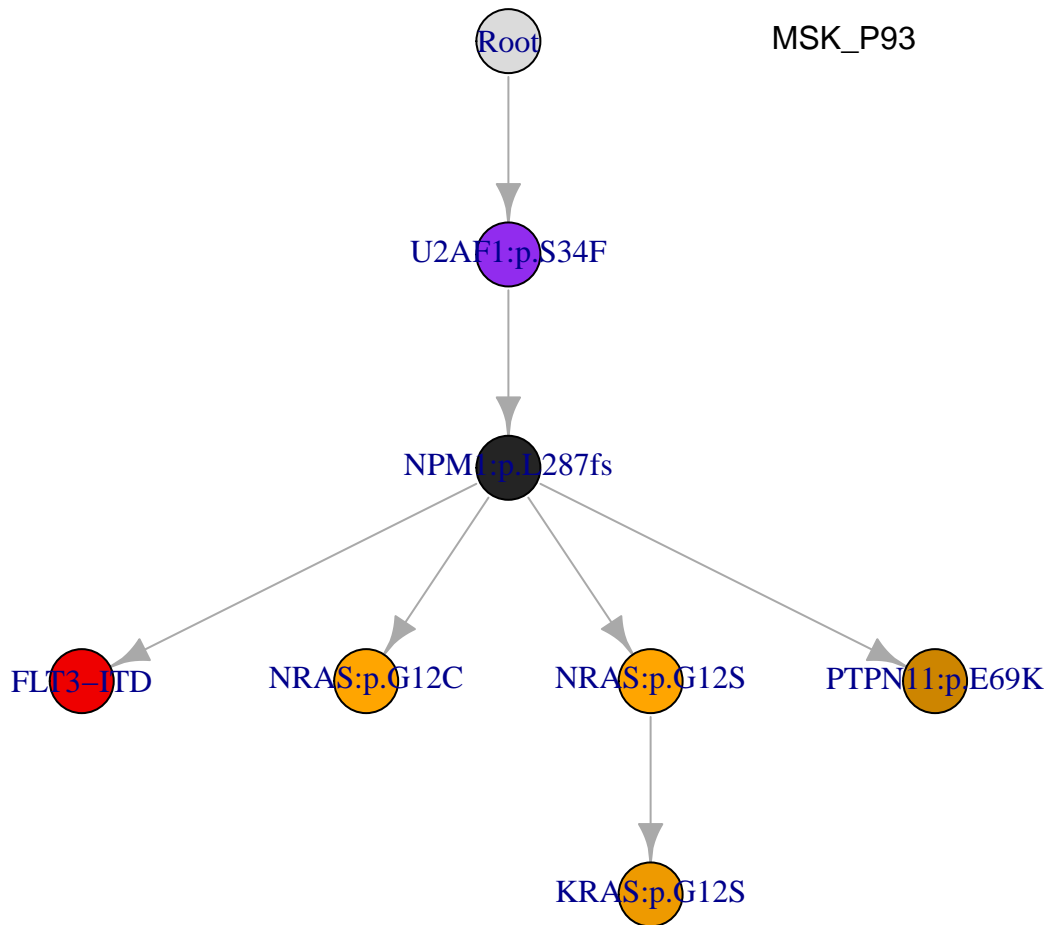 Root
MSK_P93
U2AF1:p.S34F
NPM1:p.L287fs
FLT3–ITD
NRAS:p.G12C
NRAS:p.G12S
PTPN11:p.E69K
KRAS:p.G12S